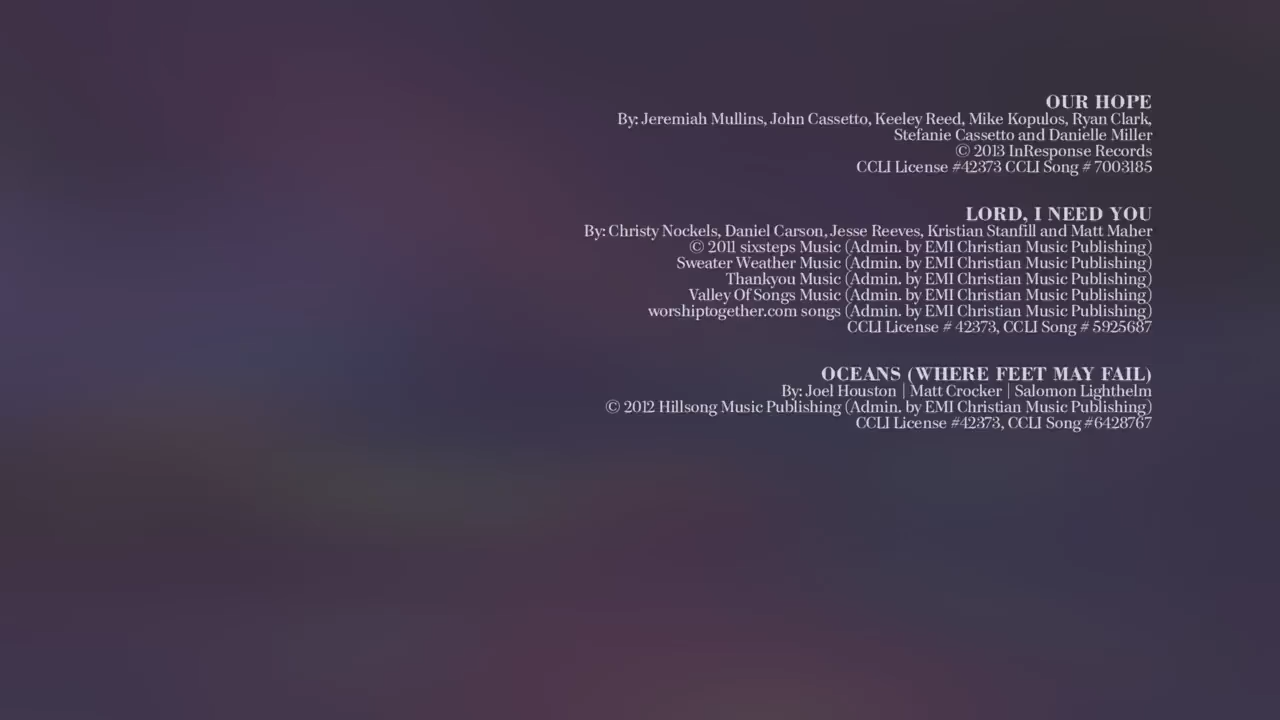 OUR HOPE
By: Jeremiah Mullins, John Cassetto, Keeley Reed, Mike Kopulos, Ryan Clark,
Stefanie Cassetto and Danielle Miller
© 2013 InResponse Records
CCLI License #42373 CCLI Song # 7003185
LORD, I NEED YOU
By: Christy Nockels, Daniel Carson, Jesse Reeves, Kristian Stanfill and Matt Maher
© 2011 sixsteps Music (Admin. by EMI Christian Music Publishing)
Sweater Weather Music (Admin. by EMI Christian Music Publishing)
Thankyou Music (Admin. by EMI Christian Music Publishing)
Valley Of Songs Music (Admin. by EMI Christian Music Publishing)
worshiptogether.com songs (Admin. by EMI Christian Music Publishing)
CCLI License # 42373, CCLI Song # 5925687
OCEANS (WHERE FEET MAY FAIL)
By: Joel Houston | Matt Crocker | Salomon Lighthelm
© 2012 Hillsong Music Publishing (Admin. by EMI Christian Music Publishing)
CCLI License #42373, CCLI Song #6428767